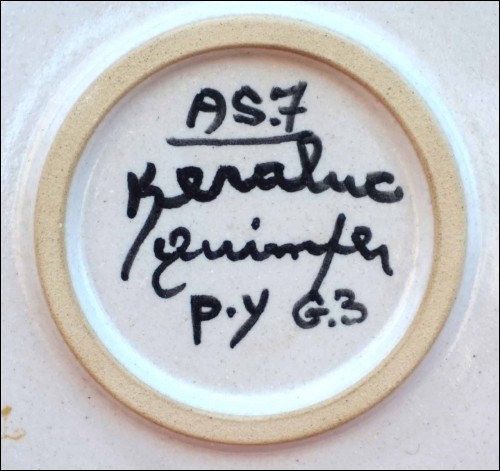 AS.7
Keraluc
Quimper
P.Y G.3